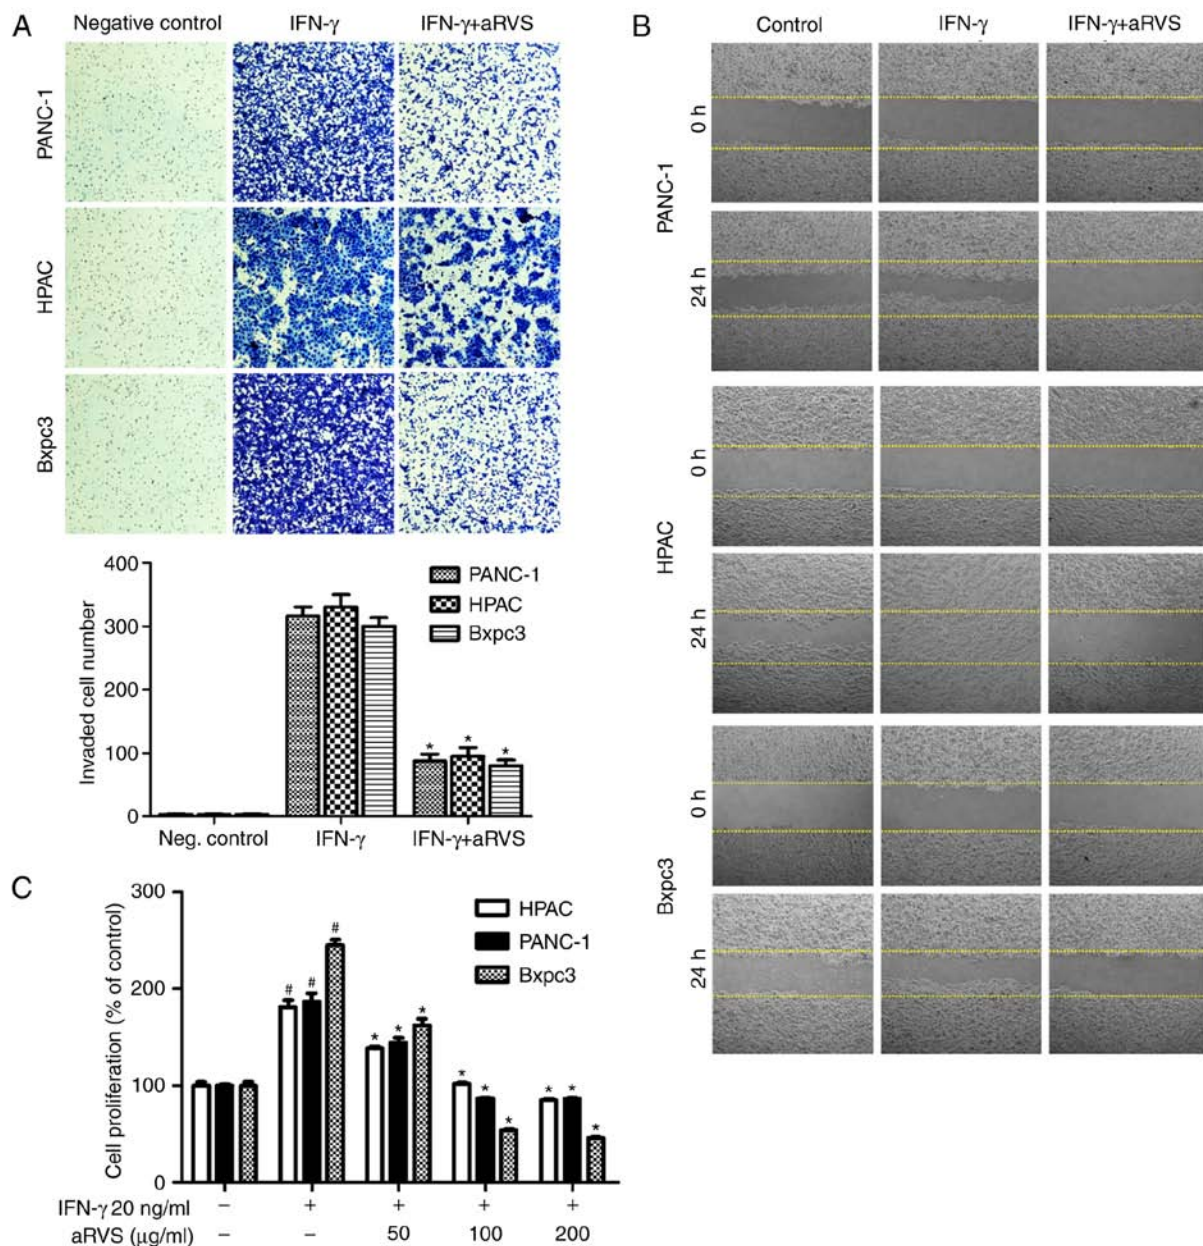 A
Negative control
IFN-γ
IFN-γ+aRVS
PANC-1
HPAC
Bxpc3
400
300
200
100
0
Invaded cell number
PANC-1
HPAC
Bxpc3
*
*
*
Neg. control
IFN-γ
IFN-γ+aRVS
B
Control
IFN-γ
IFN-γ+aRVS
PANC-1
0 h
24 h
HPAC
0 h
24 h
Bxpc3
0 h
24 h
C
300
200
100
0
Cell proliferation (% of control)
HPAC
PANC-1
Bxpc3
# # #
* * *
* * *
* * *
IFN-γ 20 ng/ml – + + + +
aRVS (μg/ml) – – 50 100 200